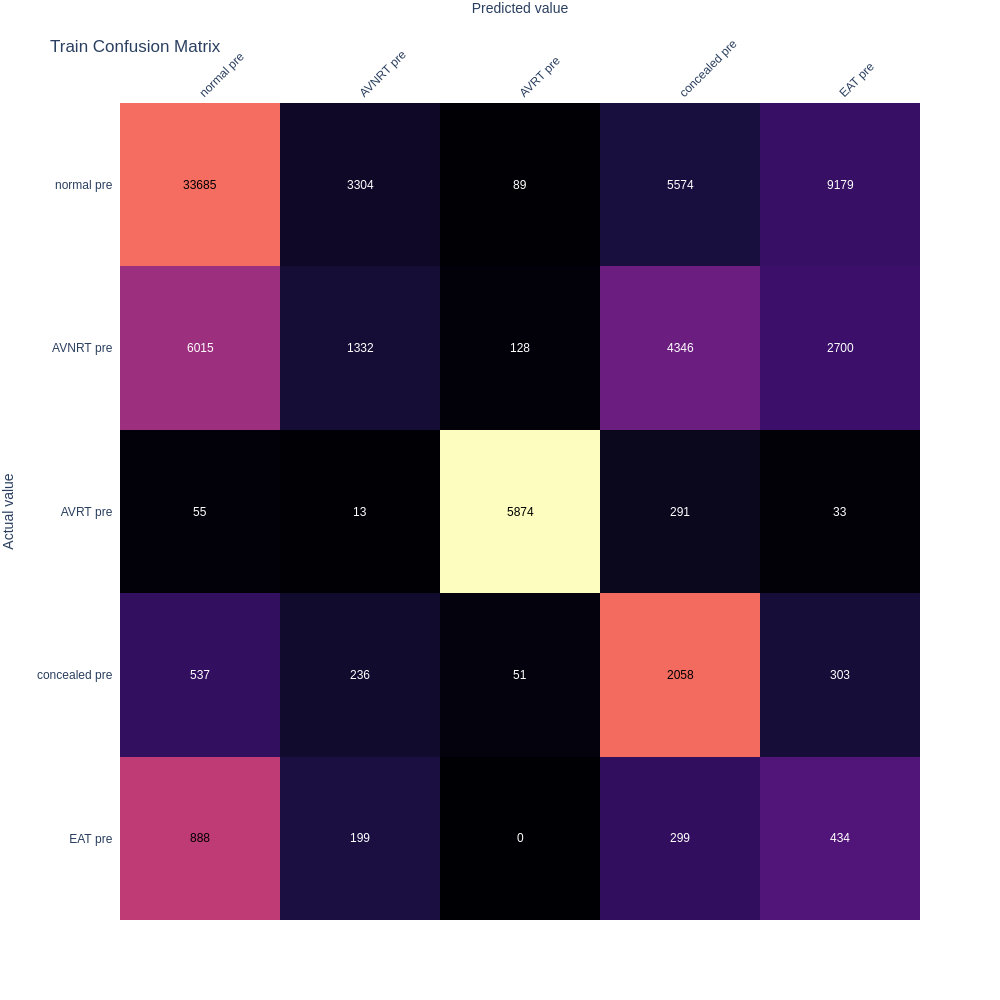 Predicted value
Train Confusion Matrix
normal pre AVNRT pre AVRT pre concealed pre EAT pre
normal pre 33685 3304 89 5574 9179
AVNRT pre 6015 1332 128 4346 2700
Actual value
AVRT pre 55 13 5874 291 33
concealed pre 537 236 51 2058 303
EAT pre 888 199 0 299 434